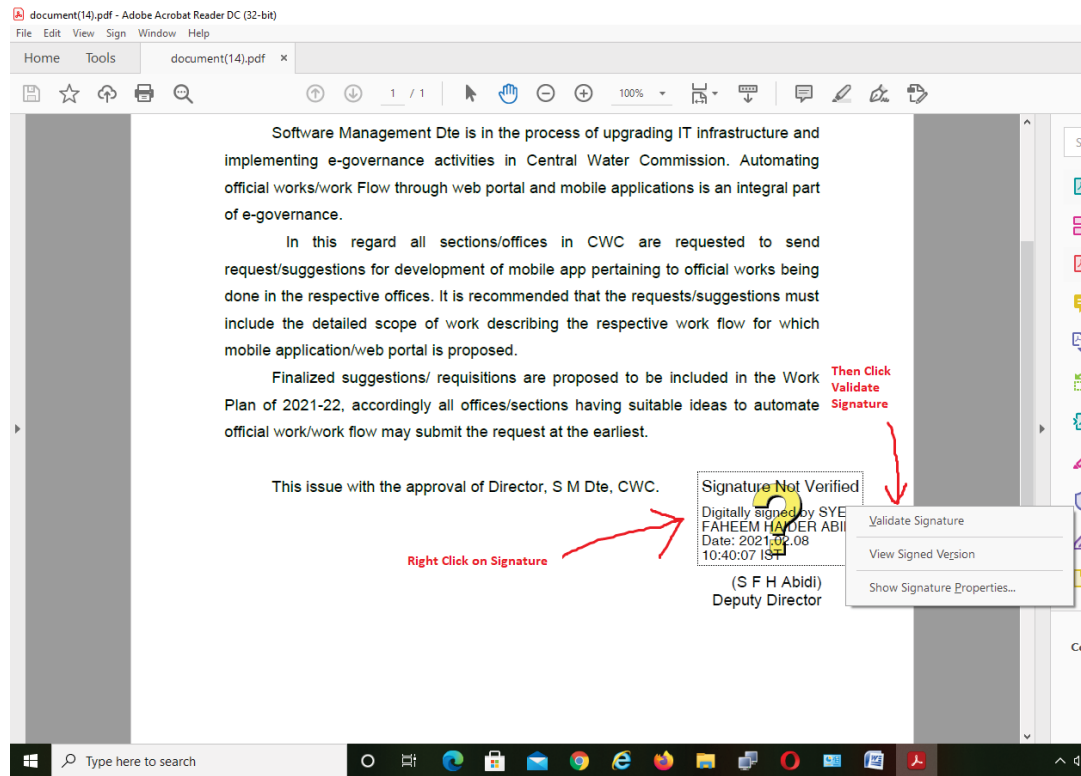 document(14).pdf - Adobe Acrobat Reader DC (32-bit)
File Edit View Sign Window Help
Home Tools document(14).pdf ×
1 / 1 100%
Software Management Dte is in the process of upgrading IT infrastructure and
implementing e-governance activities in Central Water Commission. Automating
official works/work Flow through web portal and mobile applications is an integral part
of e-governance.
In this regard all sections/offices in CWC are requested to send
request/suggestions for development of mobile app pertaining to official works being
done in the respective offices. It is recommended that the requests/suggestions must
include the detailed scope of work describing the respective work flow for which
mobile application/web portal is proposed.
Finalized suggestions/ requisitions are proposed to be included in the Work
Plan of 2021-22, accordingly all offices/sections having suitable ideas to automate
official work/work flow may submit the request at the earliest.
Then Click
Validate
Signature
This issue with the approval of Director, S M Dte, CWC.
Right Click on Signature
Signature Not Verified
?
Digitally signed by SYE
FAHEEM HAIDER ABI
Date: 2021.02.08
10:40:07 IST
(S F H Abidi)
Deputy Director
Validate Signature
View Signed Version
Show Signature Properties...
Type here to search